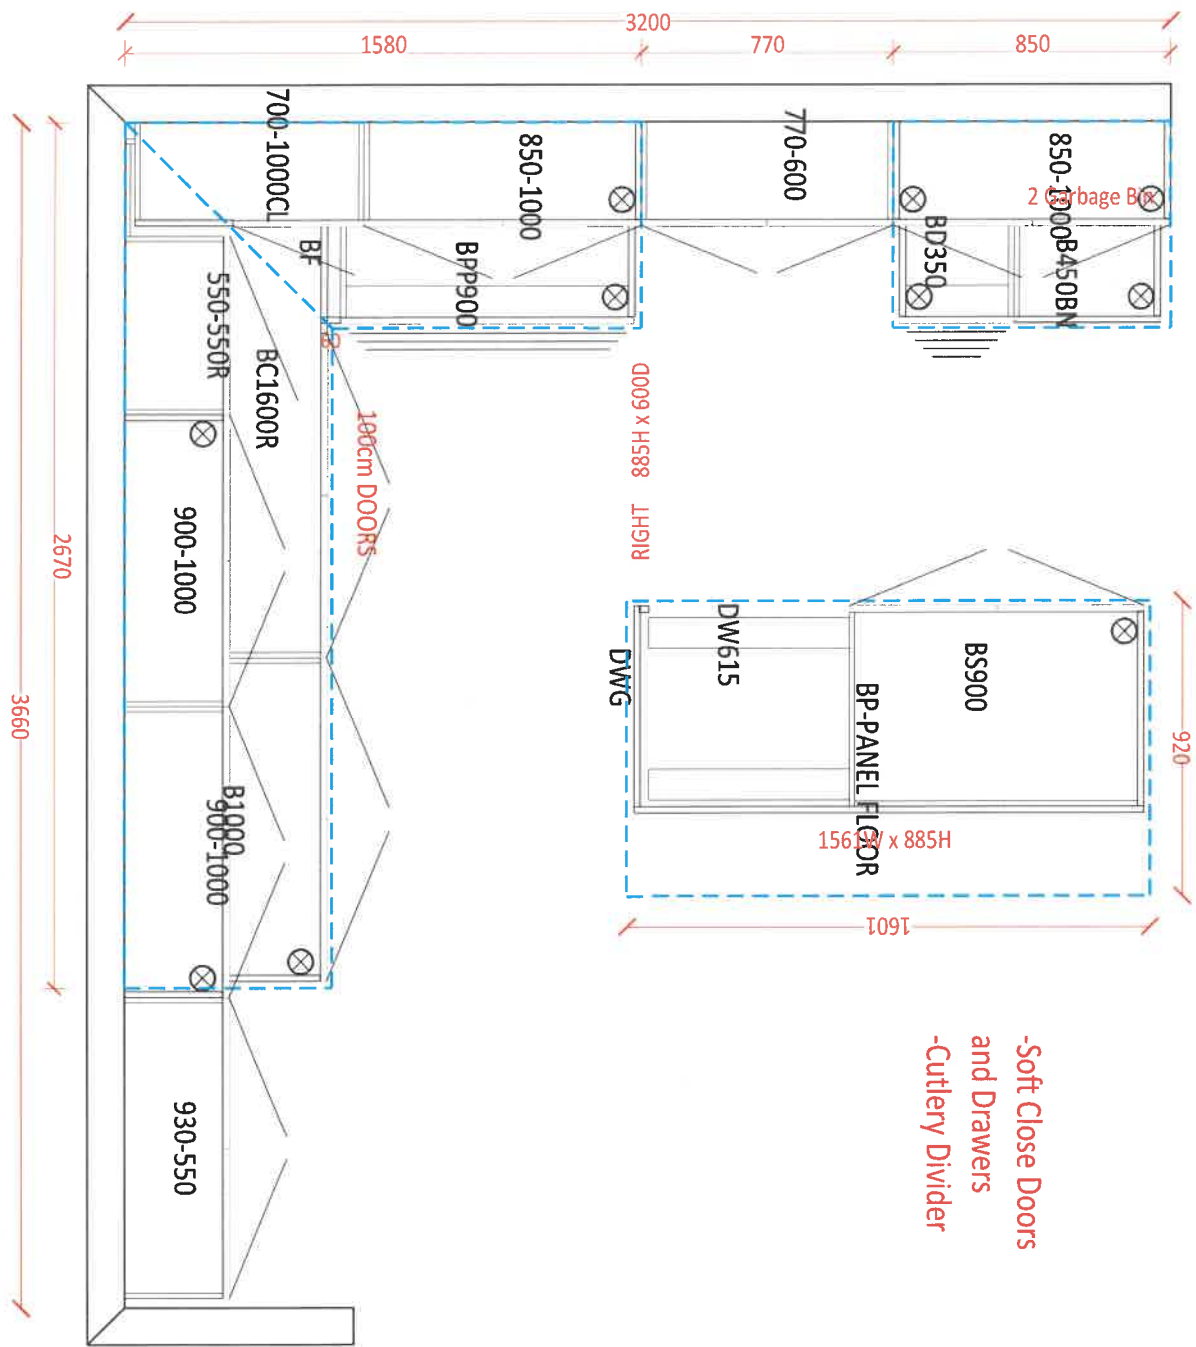 3200
1580
770
850
700-1000CL
850-1000
770-600
850-1000
2 Garbage Bin
BF
BPP900
BD350
B450BN
550-550R
BC1600R
60
100cm DOORS
885H x 600D
RIGHT
900-1000
2670
3660
DW615
DWG
BS900
BP-PANEL FLOOR
920
1561W x 885H
1601
B1000
900-1000
930-550
-Soft Close Doors
and Drawers
-Cutlery Divider